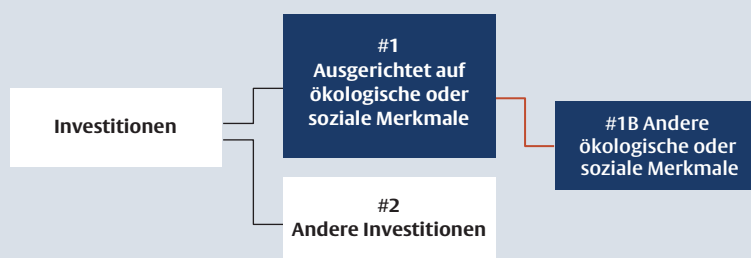 Investitionen
#1
Ausgerichtet auf
ökologische oder
soziale Merkmale
#1B Andere
ökologische oder
soziale Merkmale
#2
Andere Investitionen